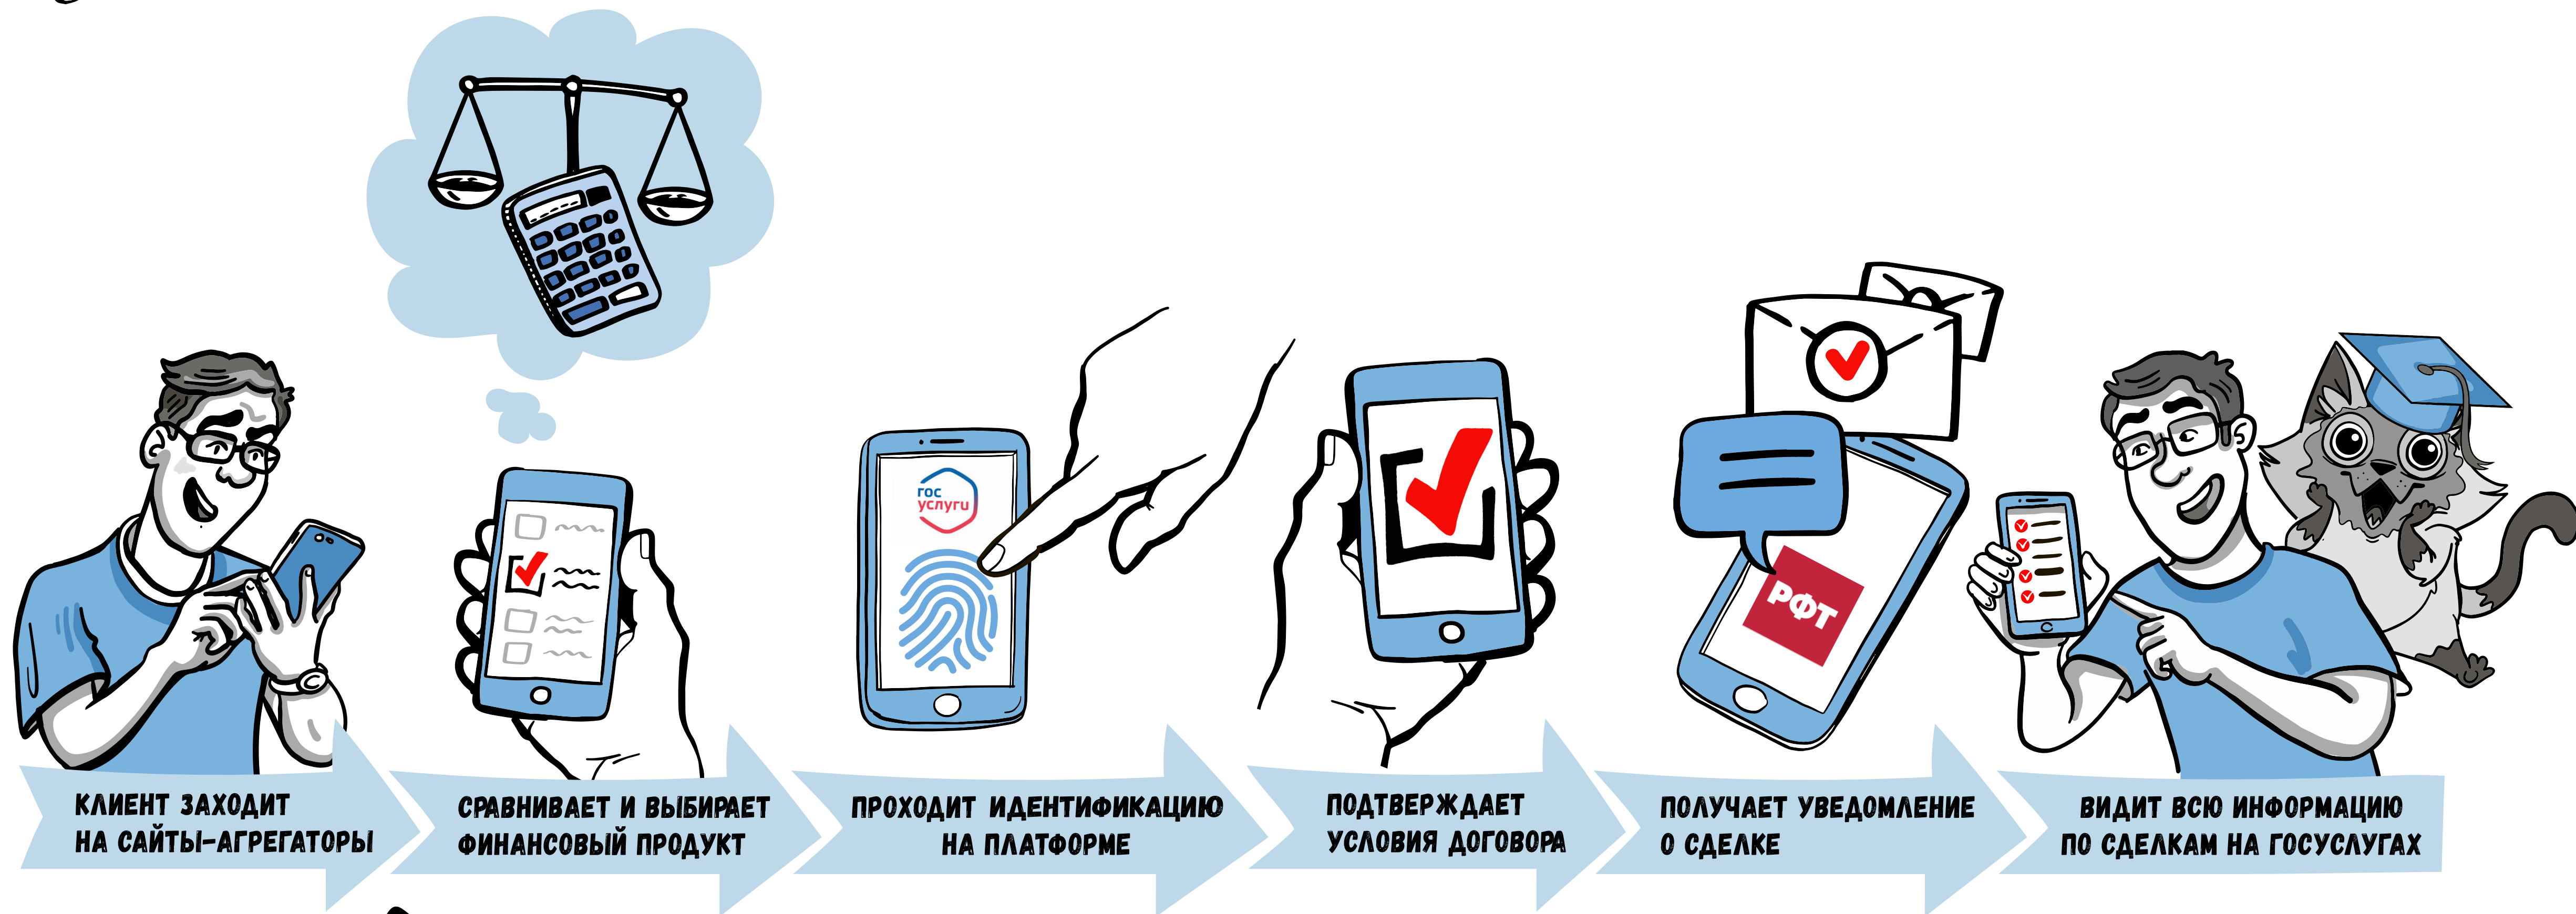 гос
услуги
РФТ
КЛИЕНТ ЗАХОДИТ
НА САЙТЫ-АГРЕГАТОРЫ
СРАВНИВАЕТ И ВЫБИРАЕТ
ФИНАНСОВЫЙ ПРОДУКТ
ПРОХОДИТ ИДЕНТИФИКАЦИЮ
НА ПЛАТФОРМЕ
ПОДТВЕРЖДАЕТ
УСЛОВИЯ ДОГОВОРА
ПОЛУЧАЕТ УВЕДОМЛЕНИЕ
О СДЕЛКЕ
ВИДИТ ВСЮ ИНФОРМАЦИЮ
ПО СДЕЛКАМ НА ГОСУСЛУГАХ